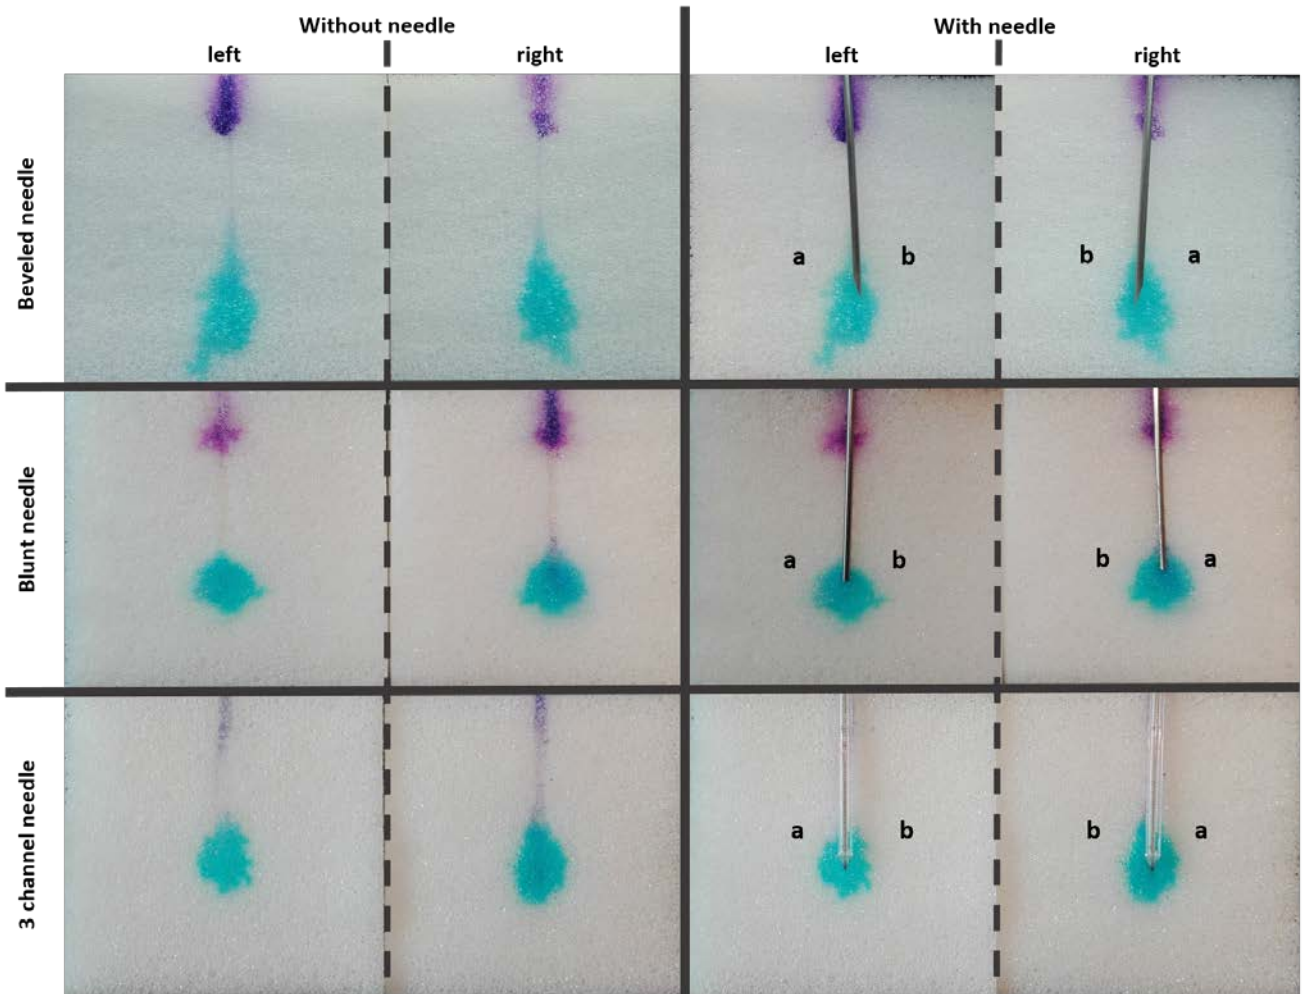 Without needle
With needle
left
right
left
right
Beveled needle
a
b
b
a
Blunt needle
a
b
b
a
3 channel needle
a
b
b
a